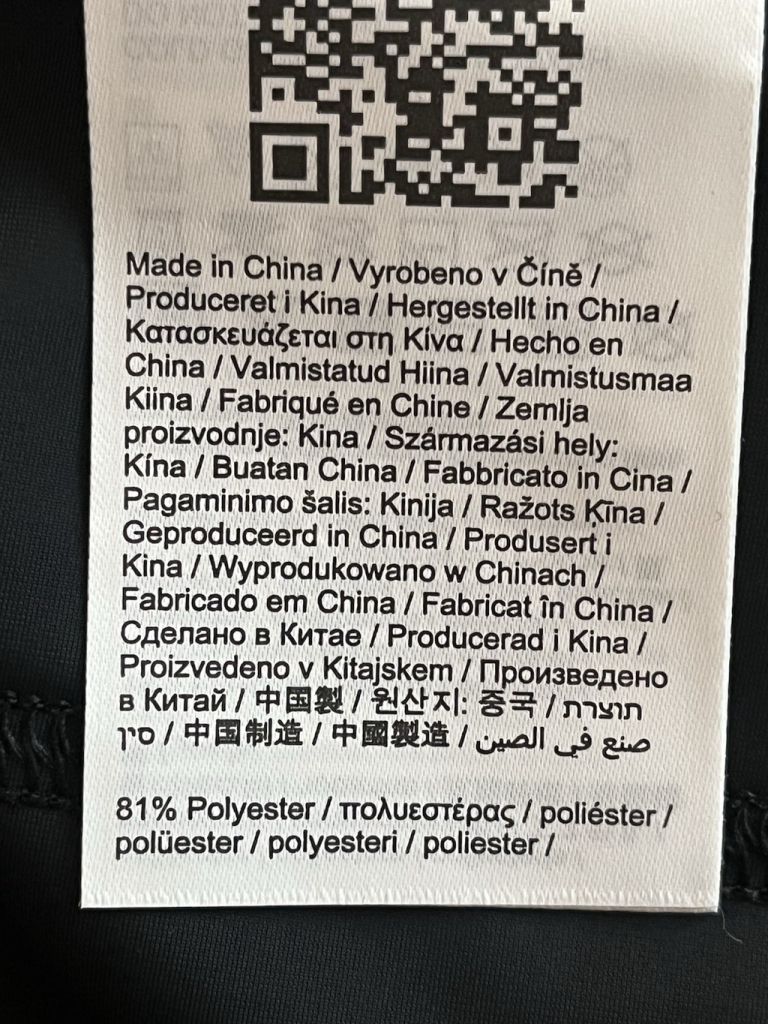 Made in China / Vyrobeno v Číně /
Produceret i Kina / Hergestellt in China /
Κατασκευάζεται στη Κίνα / Hecho en
China / Valmistatud Hiina / Valmistusmaa
Kiina / Fabriqué en Chine / Zemlja
proizvodnje: Kina / Származási hely:
Kína / Buatan China / Fabbricato in Cina /
Pagaminimo šalis: Kinija / Ražots Ķīna /
Geproduceerd in China / Produsert i
Kina / Wyprodukowano w Chinach /
Fabricado em China / Fabricat în China /
Сделано в Китае / Producerad i Kina /
Proizvedeno v Kitajskem / Произведено
в Китай / 中国製 / 원산지: 중국 / תוצרת
סין / 中国制造 / 中國製造 / صنع في الصين
81% Polyester / πολυεστέρας / poliéster /
polüester / polyesteri / poliester /